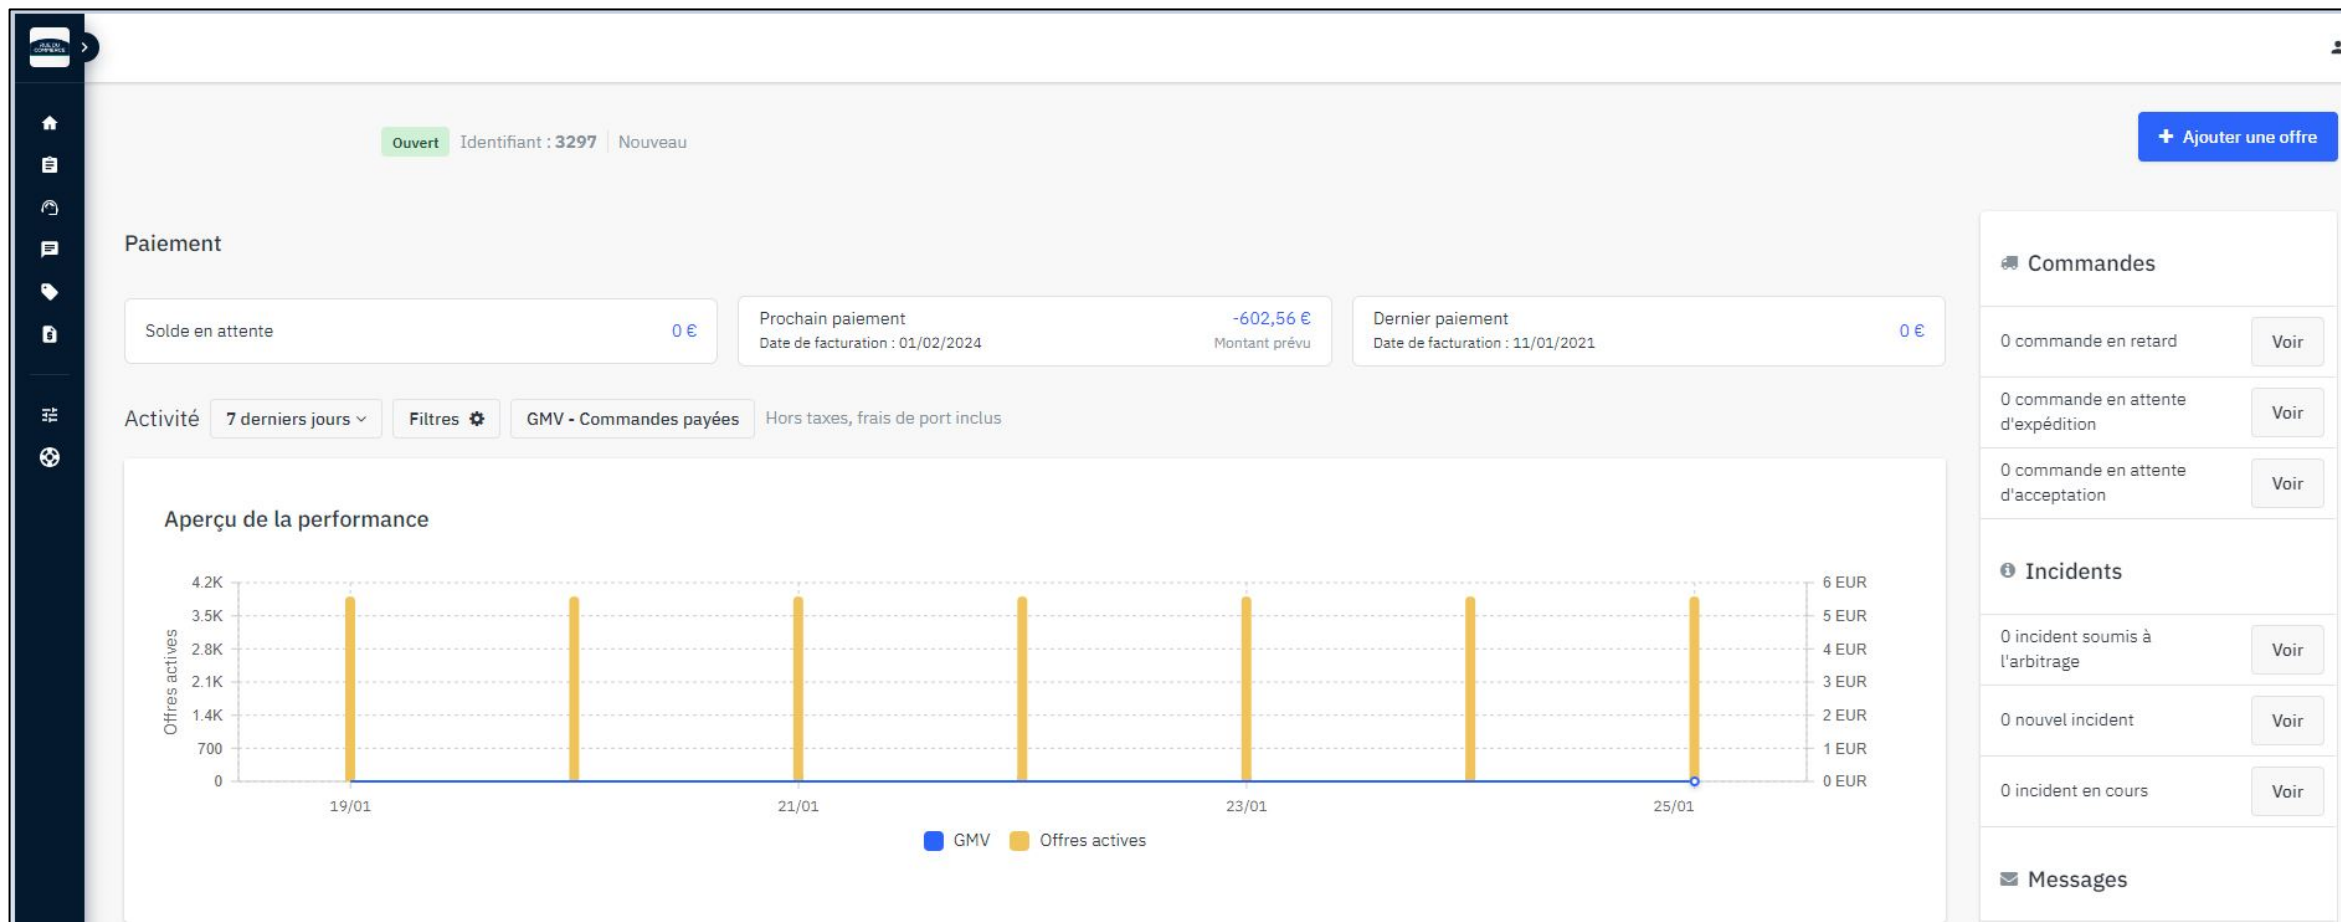 RUE DU
COMMERCE
Ouvert Identifiant : 3297 Nouveau
+ Ajouter une offre
Paiement
Solde en attente 0 €
Prochain paiement -602,56 €
Date de facturation : 01/02/2024 Montant prévu
Dernier paiement 0 €
Date de facturation : 11/01/2021
Activité 7 derniers jours Filtres GMV - Commandes payées Hors taxes, frais de port inclus
Aperçu de la performance
Offres actives
4.2K
3.5K
2.8K
2.1K
1.4K
700
0
6 EUR
5 EUR
4 EUR
3 EUR
2 EUR
1 EUR
0 EUR
19/01 21/01 23/01 25/01
GMV Offres actives
Commandes
0 commande en retard Voir
0 commande en attente
d'expédition Voir
0 commande en attente
d'acceptation Voir
Incidents
0 incident soumis à
l'arbitrage Voir
0 nouvel incident Voir
0 incident en cours Voir
Messages